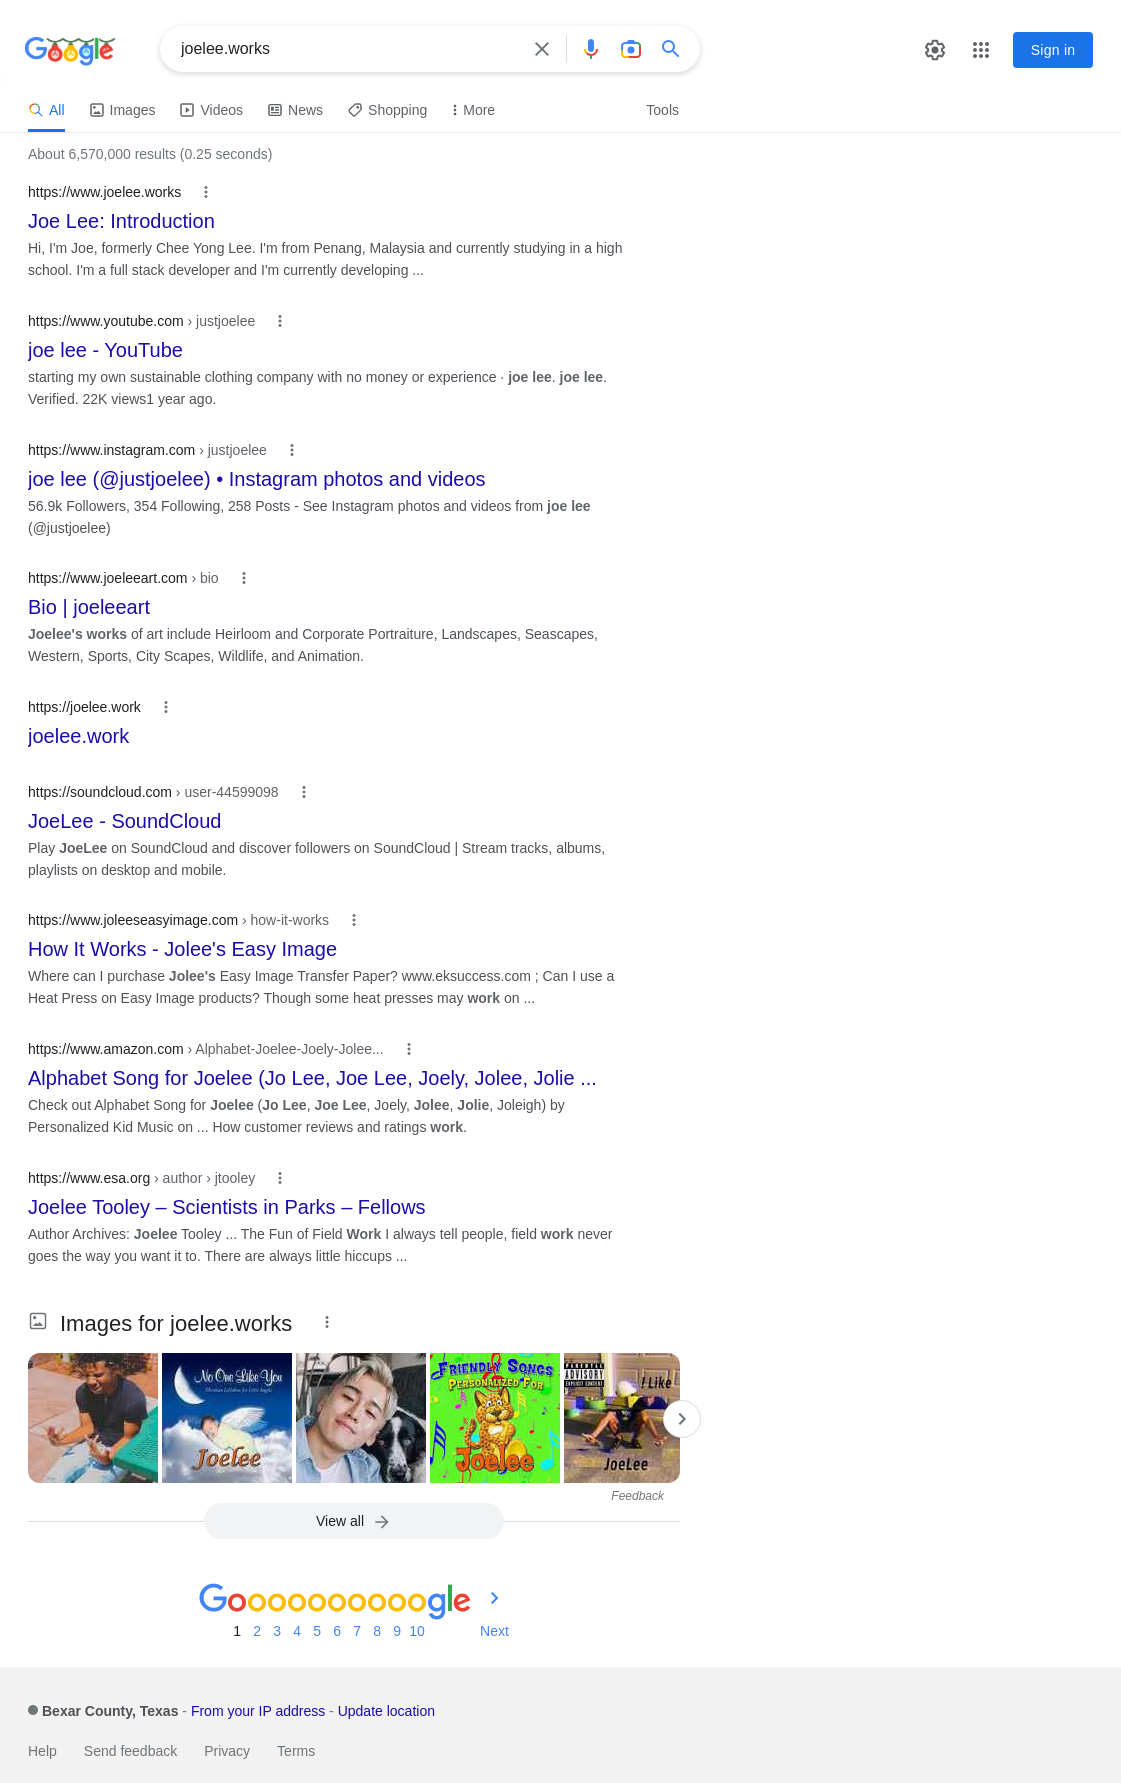 Google
joelee.works
Sign in
All
Images
Videos
News
Shopping
More
Tools
About 6,570,000 results (0.25 seconds)
https://www.joelee.works
Joe Lee: Introduction
Hi, I'm Joe, formerly Chee Yong Lee. I'm from Penang, Malaysia and currently studying in a high
school. I'm a full stack developer and I'm currently developing ...
https://www.youtube.com › justjoelee
joe lee - YouTube
starting my own sustainable clothing company with no money or experience · joe lee. joe lee.
Verified. 22K views1 year ago.
https://www.instagram.com › justjoelee
joe lee (@justjoelee) • Instagram photos and videos
56.9k Followers, 354 Following, 258 Posts - See Instagram photos and videos from joe lee
(@justjoelee)
https://www.joeleeart.com › bio
Bio | joeleeart
Joelee's works of art include Heirloom and Corporate Portraiture, Landscapes, Seascapes,
Western, Sports, City Scapes, Wildlife, and Animation.
https://joelee.work
joelee.work
https://soundcloud.com › user-44599098
JoeLee - SoundCloud
Play JoeLee on SoundCloud and discover followers on SoundCloud | Stream tracks, albums,
playlists on desktop and mobile.
https://www.joleeseasyimage.com › how-it-works
How It Works - Jolee's Easy Image
Where can I purchase Jolee's Easy Image Transfer Paper? www.eksuccess.com ; Can I use a
Heat Press on Easy Image products? Though some heat presses may work on ...
https://www.amazon.com › Alphabet-Joelee-Joely-Jolee...
Alphabet Song for Joelee (Jo Lee, Joe Lee, Joely, Jolee, Jolie ...
Check out Alphabet Song for Joelee (Jo Lee, Joe Lee, Joely, Jolee, Jolie, Joleigh) by
Personalized Kid Music on ... How customer reviews and ratings work.
https://www.esa.org › author › jtooley
Joelee Tooley – Scientists in Parks – Fellows
Author Archives: Joelee Tooley ... The Fun of Field Work I always tell people, field work never
goes the way you want it to. There are always little hiccups ...
Images for joelee.works
No One Like You
Christian Lullabies for Little Angels
Joelee
FRIENDLY SONGS
PERSONALIZED FOR
Joelee
PARENTAL
ADVISORY
EXPLICIT CONTENT
I Like
JoeLee
Feedback
View all
Goooooooooogle
1 2 3 4 5 6 7 8 9 10
Next
Bexar County, Texas - From your IP address - Update location
Help
Send feedback
Privacy
Terms